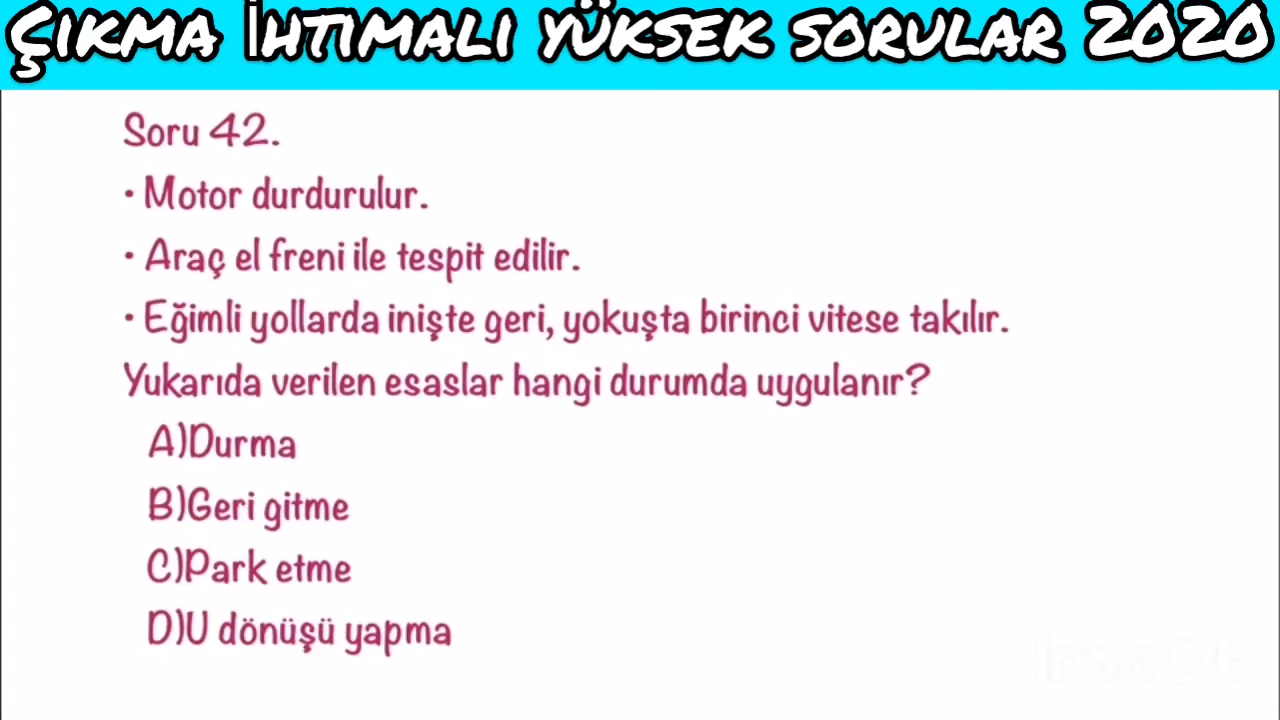 Çıkma İhtimali yüksek sorular 2020
Soru 42.
• Motor durdurulur.
• Araç el freni ile tespit edilir.
• Eğimli yollarda inişte geri, yokuşta birinci vitese takılır.
Yukarıda verilen esaslar hangi durumda uygulanır?
A)Durma
B)Geri gitme
C)Park etme
D)U dönüşü yapma